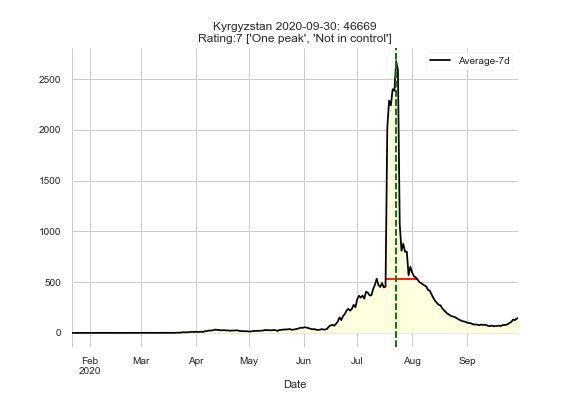 Kyrgyzstan 2020-09-30: 46669
Rating:7 ['One peak', 'Not in control']
Average-7d
2500
2000
1500
1000
500
0
Feb Mar Apr May Jun Jul Aug Sep
2020
Date